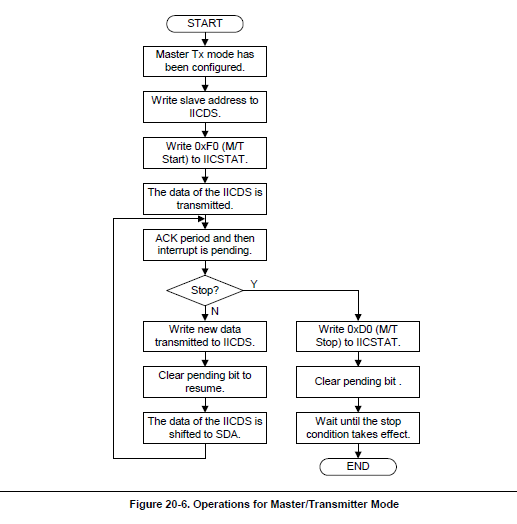 START
Master Tx mode has
been configured.
Write slave address to
IICDS.
Write 0xF0 (M/T
Start) to IICSTAT.
The data of the IICDS is
transmitted.
ACK period and then
interrupt is pending.
Stop?
Y
N
Write new data
transmitted to IICDS.
Clear pending bit to
resume.
The data of the IICDS is
shifted to SDA.
Write 0xD0 (M/T
Stop) to IICSTAT.
Clear pending bit .
Wait until the stop
condition takes effect.
END
Figure 20-6. Operations for Master/Transmitter Mode